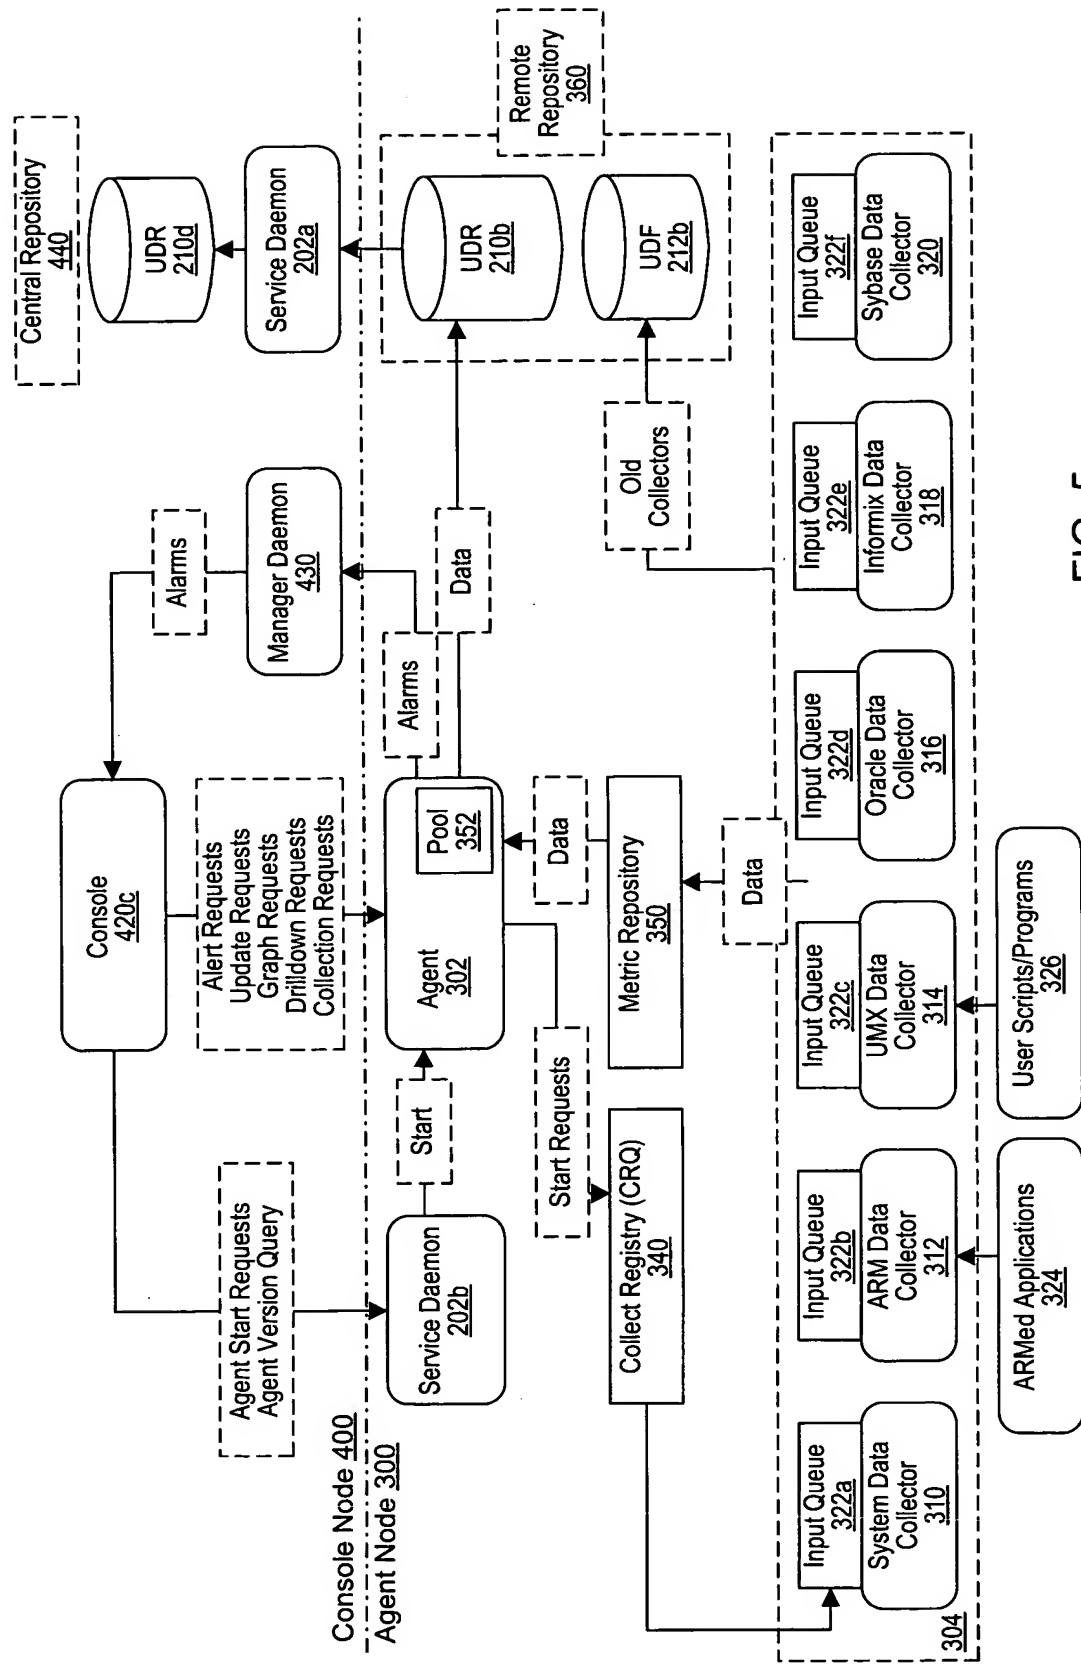 Console Node 400
Agent Node 300
Agent Start Requests
Agent Version Query
Console
420c
Alert Requests
Update Requests
Graph Requests
Drilldown Requests
Collection Requests
Alarms
Manager Daemon
430
Central Repository
440
UDR
210d
Service Daemon
202a
Service Daemon
202b
Start
Agent
302
Pool
352
Alarms
Data
UDR
210b
UDF
212b
Remote
Repository
360
Start Requests
Data
Old
Collectors
Collect Registry (CRQ)
340
Metric Repository
350
Data
304
Input Queue
322a
System Data
Collector
310
Input Queue
322b
ARM Data
Collector
312
Input Queue
322c
UMX Data
Collector
314
Input Queue
322d
Oracle Data
Collector
316
Input Queue
322e
Informix Data
Collector
318
Input Queue
322f
Sybase Data
Collector
320
ARMed Applications
324
User Scripts/Programs
326